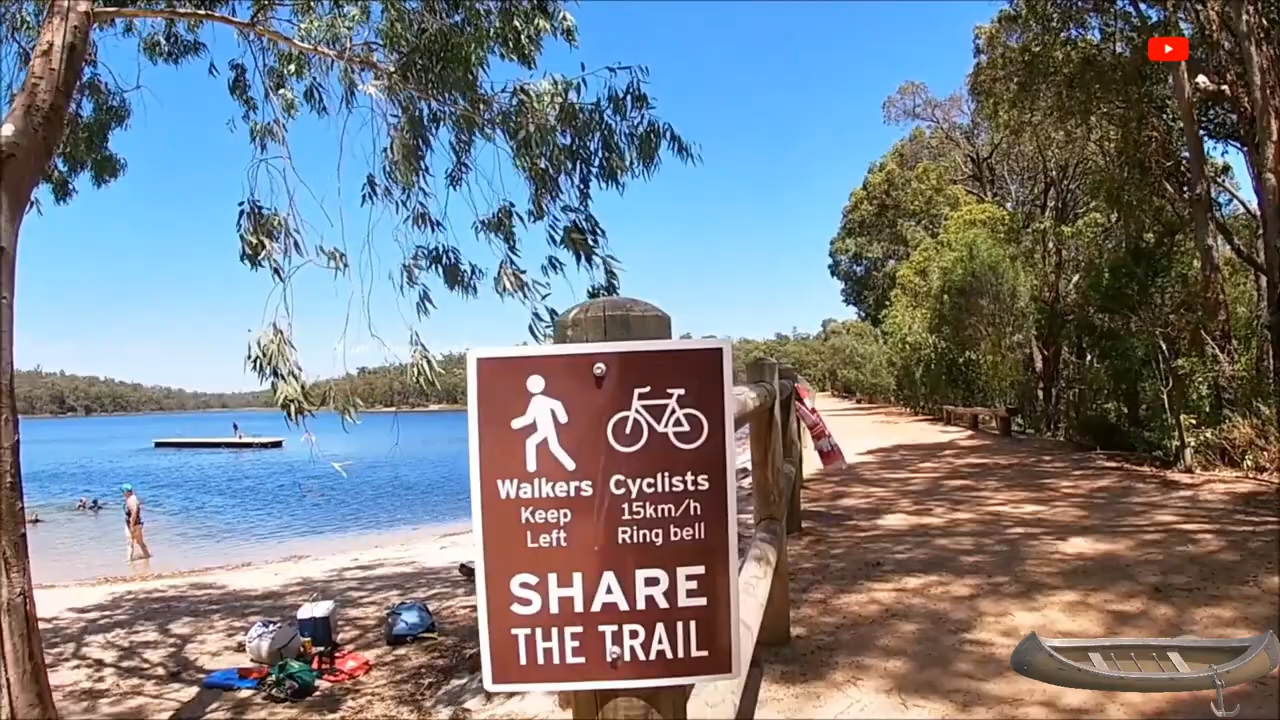 Walkers Cyclists
Keep 15km/h
Left Ring bell
SHARE
THE TRAIL